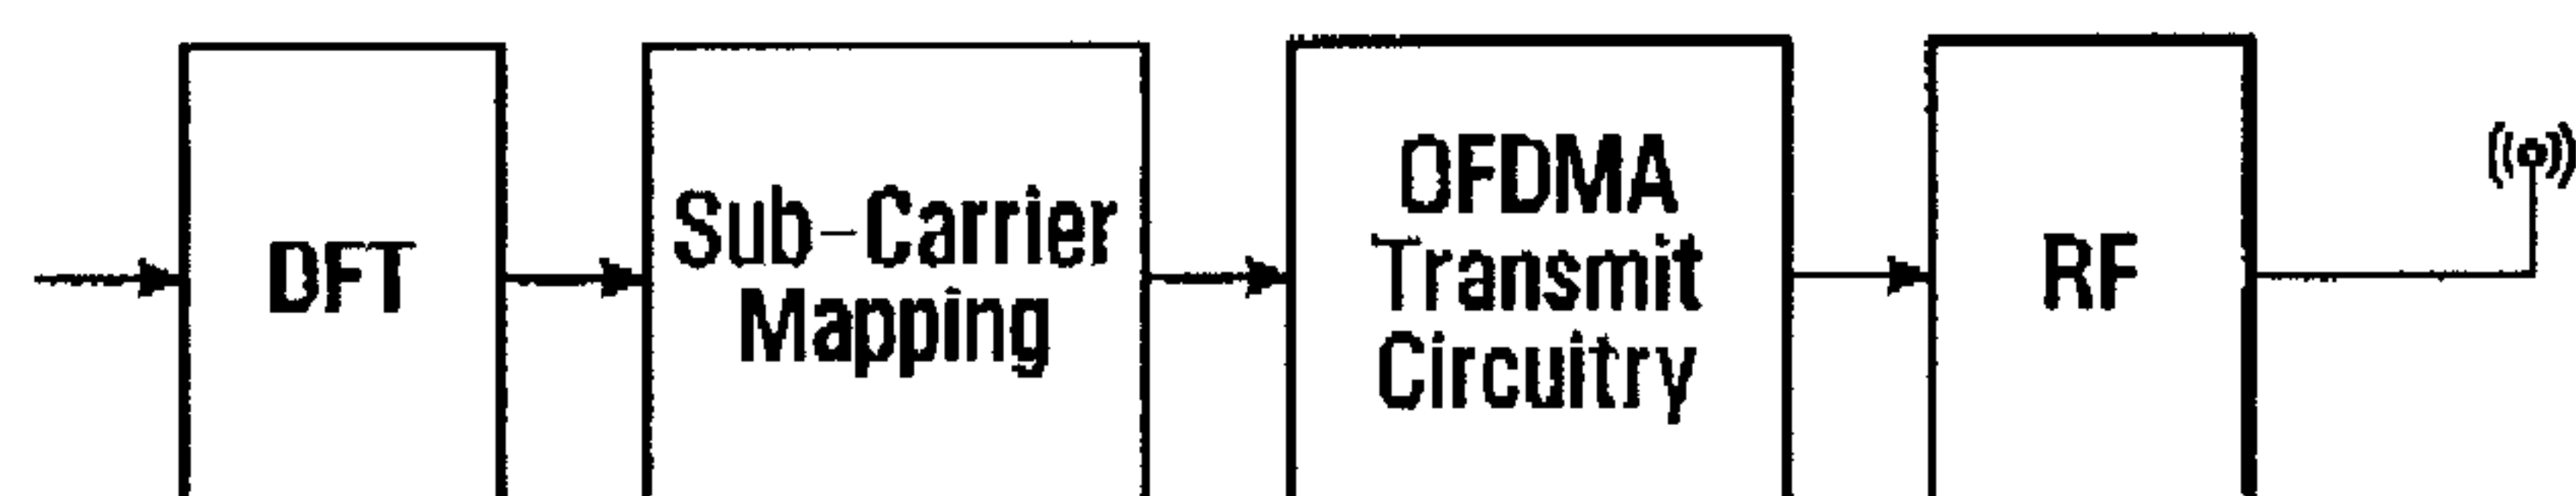 DFT
Sub-Carrier
Mapping
OFDMA
Transmit
Circuitry
RF